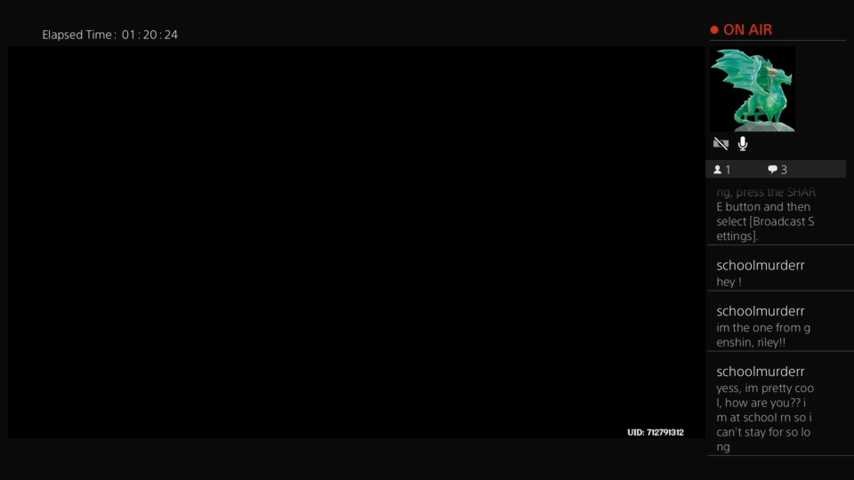 Elapsed Time: 01:20:24
ON AIR
1
3
ng, press the SHAR
E button and then
select [Broadcast S
ettings].
schoolmurderr
hey !
schoolmurderr
im the one from g
enshin, riley!!
schoolmurderr
yess, im pretty coo
l, how are you?? i
m at school rn so i
can't stay for so lo
ng
UID: 712791312